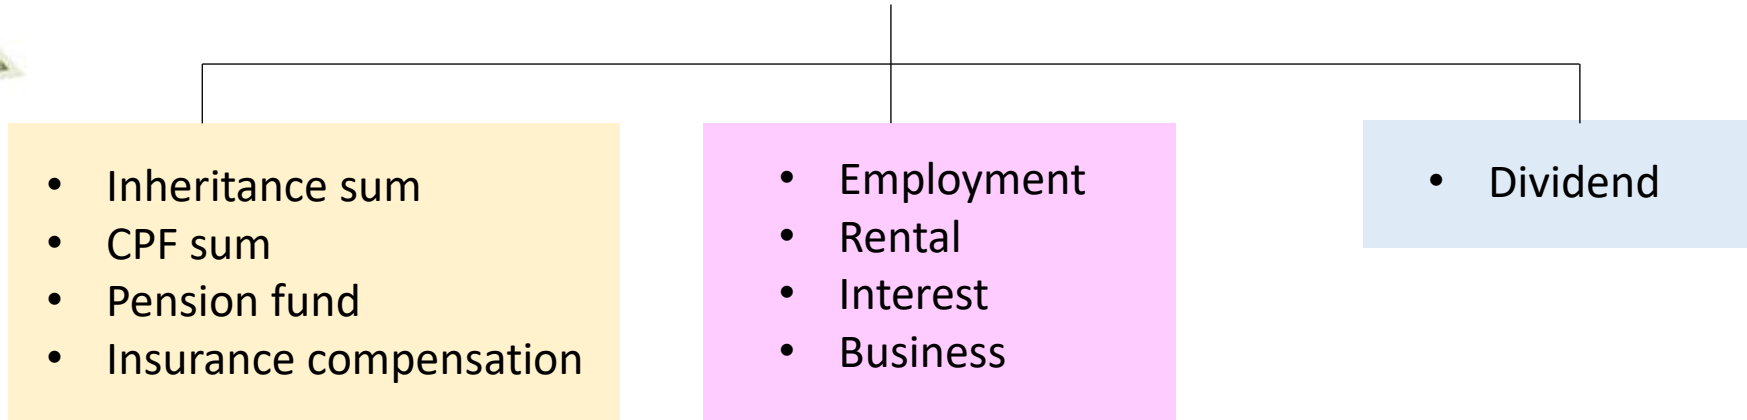 • Inheritance sum
• CPF sum
• Pension fund
• Insurance compensation
• Employment
• Rental
• Interest
• Business
• Dividend